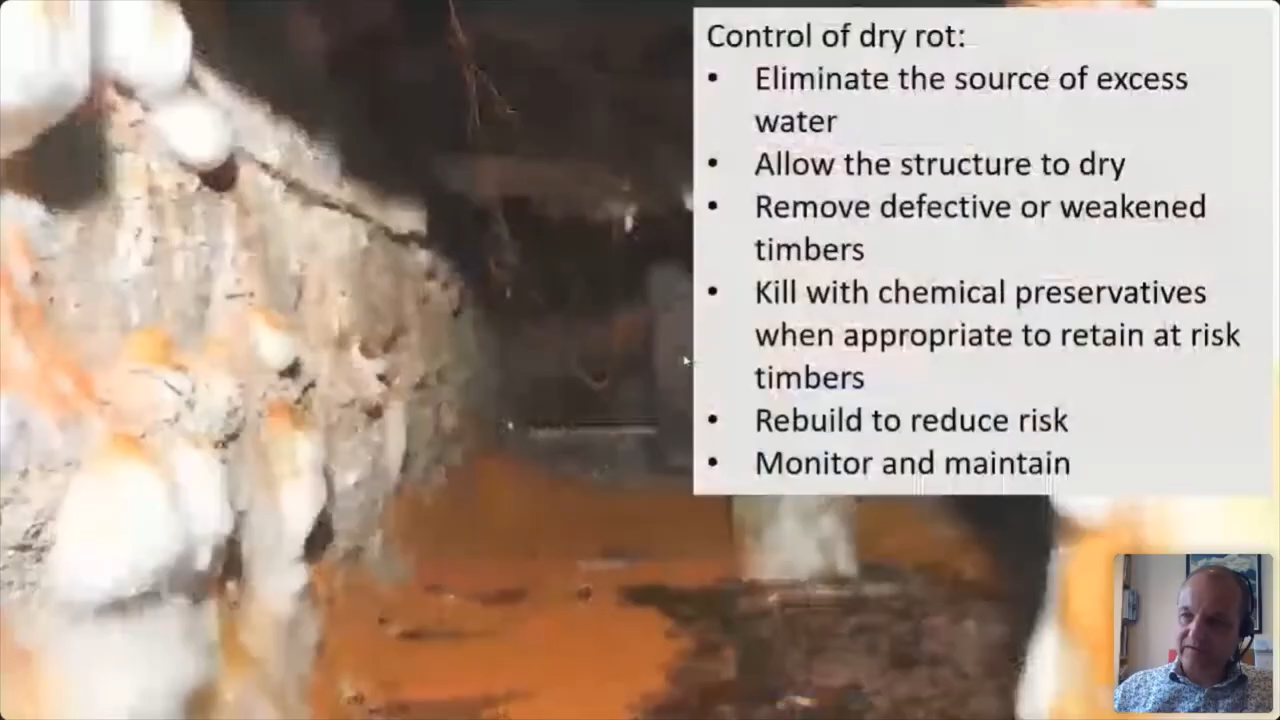 Control of dry rot:
• Eliminate the source of excess
water
• Allow the structure to dry
• Remove defective or weakened
timbers
• Kill with chemical preservatives
when appropriate to retain at risk
timbers
• Rebuild to reduce risk
• Monitor and maintain